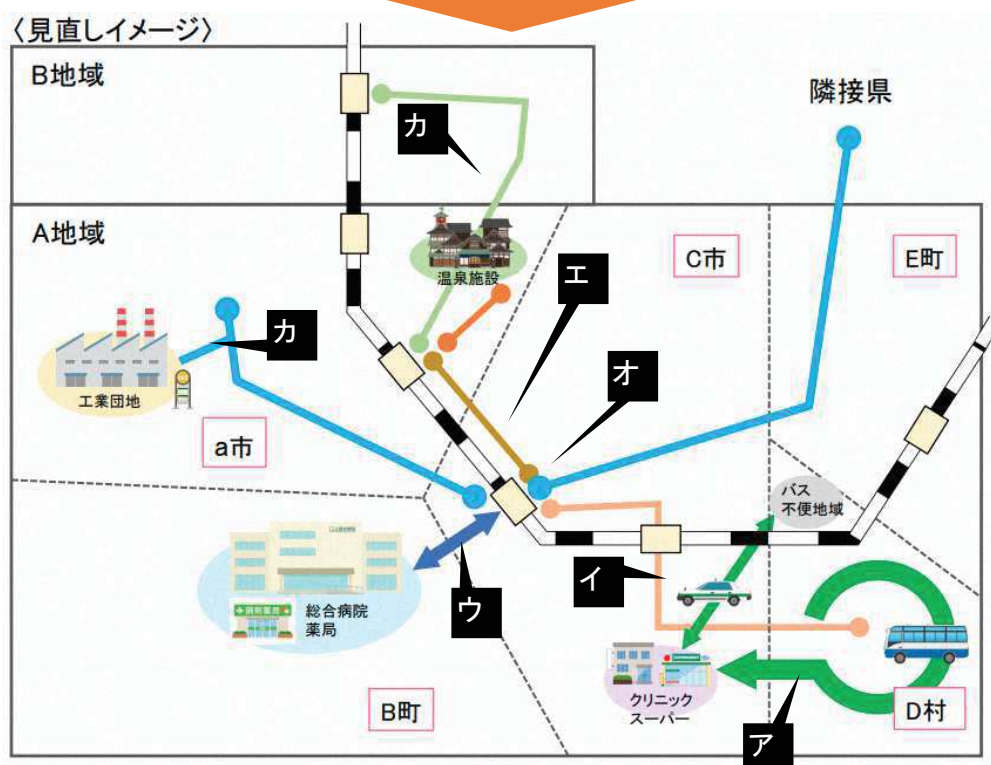 〈見直しイメージ〉
B地域
隣接県
カ
A地域
温泉施設
C市
E町
エ
カ
オ
工業団地
a市
バス
不便地域
イ
総合病院
薬局
ウ
クリニック
スーパー
B町
D村
ア